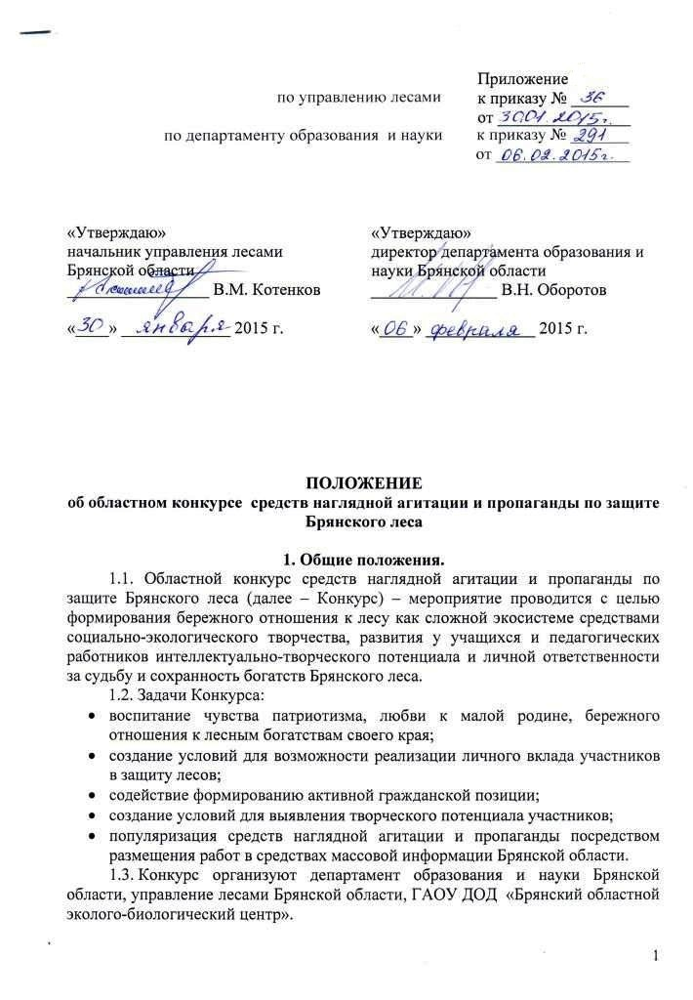 Приложение
по управлению лесами к приказу № 36
от 30.01.2015г.
по департаменту образования и науки к приказу № 291
от 06.02.2015г.
«Утверждаю» «Утверждаю»
начальник управления лесами директор департамента образования и
Брянской области науки Брянской области
В.М. Котенков В.Н. Оборотов
«30» января 2015 г. «06» февраля 2015 г.
ПОЛОЖЕНИЕ
об областном конкурсе средств наглядной агитации и пропаганды по защите
Брянского леса
1. Общие положения.
1.1. Областной конкурс средств наглядной агитации и пропаганды по
защите Брянского леса (далее – Конкурс) – мероприятие проводится с целью
формирования бережного отношения к лесу как сложной экосистеме средствами
социально-экологического творчества, развития у учащихся и педагогических
работников интеллектуально-творческого потенциала и личной ответственности
за судьбу и сохранность богатств Брянского леса.
1.2. Задачи Конкурса:
• воспитание чувства патриотизма, любви к малой родине, бережного
отношения к лесным богатствам своего края;
• создание условий для возможности реализации личного вклада участников
в защиту лесов;
• содействие формированию активной гражданской позиции;
• создание условий для выявления творческого потенциала участников;
• популяризация средств наглядной агитации и пропаганды посредством
размещения работ в средствах массовой информации Брянской области.
1.3. Конкурс организуют департамент образования и науки Брянской
области, управление лесами Брянской области, ГАОУ ДОД «Брянский областной
эколого-биологический центр».
1